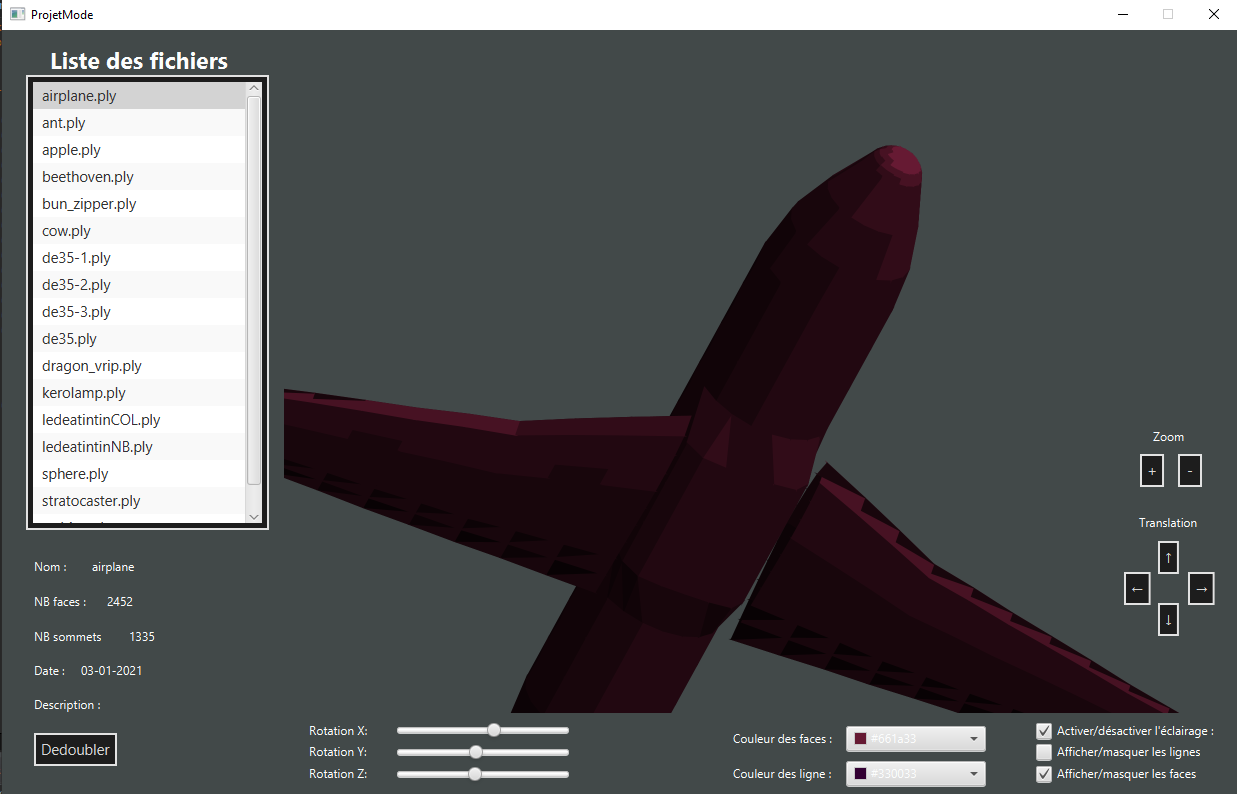 ProjetMode
Liste des fichiers
airplane.ply
ant.ply
apple.ply
beethoven.ply
bun_zipper.ply
cow.ply
de35-1.ply
de35-2.ply
de35-3.ply
de35.ply
dragon_vrip.ply
kerolamp.ply
ledeatintinCOL.ply
ledeatintinNB.ply
sphere.ply
stratocaster.ply
Nom : airplane
NB faces : 2452
NB sommets 1335
Date : 03-01-2021
Description :
Dedoubler
Rotation X:
Rotation Y:
Rotation Z:
Couleur des faces : #661a33
Couleur des ligne : #330033
Zoom
+ -
Translation
↑
← →
↓
Activer/désactiver l'éclairage :
Afficher/masquer les lignes
Afficher/masquer les faces